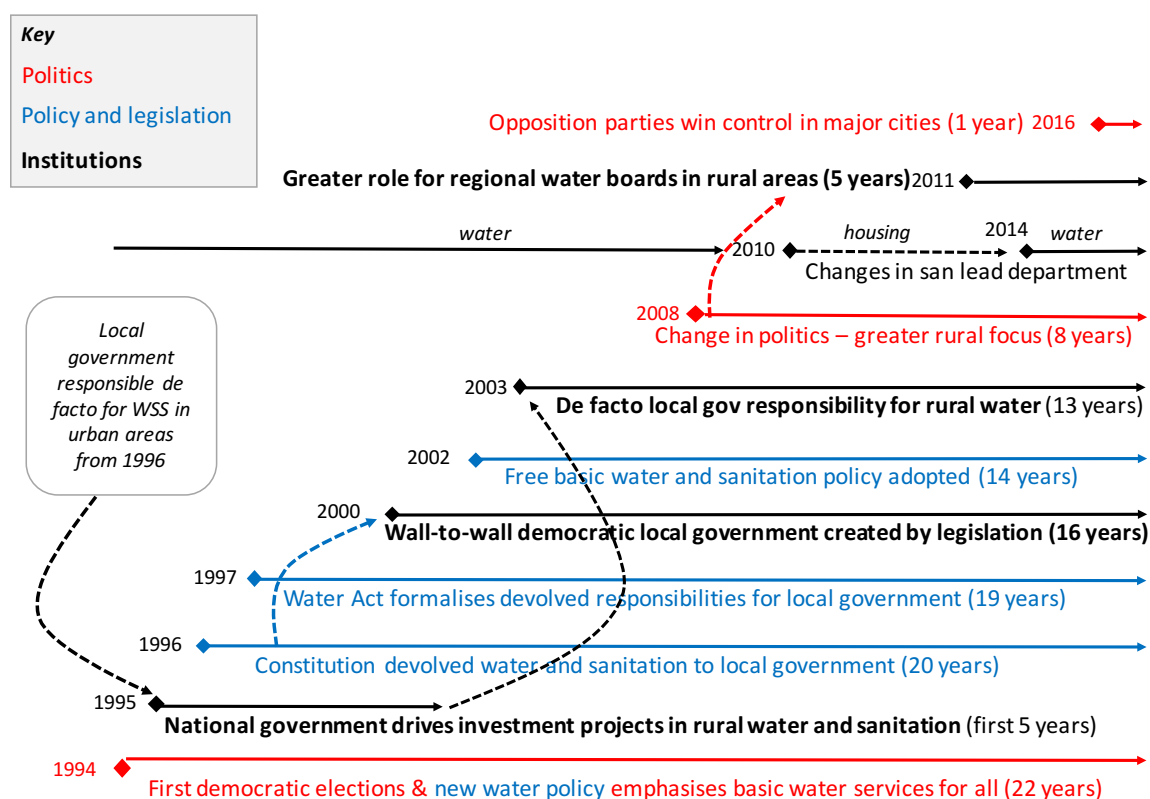 Key
Politics
Policy and legislation
Institutions
Opposition parties win control in major cities (1 year) 2016
Greater role for regional water boards in rural areas (5 years) 2011
water
2010
housing
2014
water
Changes in san lead department
2008
Change in politics – greater rural focus (8 years)
Local
government
responsible de
facto for WSS in
urban areas
from 1996
2003
De facto local gov responsibility for rural water (13 years)
2002
Free basic water and sanitation policy adopted (14 years)
2000
Wall-to-wall democratic local government created by legislation (16 years)
1997
Water Act formalises devolved responsibilities for local government (19 years)
1996
Constitution devolved water and sanitation to local government (20 years)
1995
National government drives investment projects in rural water and sanitation (first 5 years)
1994
First democratic elections & new water policy emphasises basic water services for all (22 years)